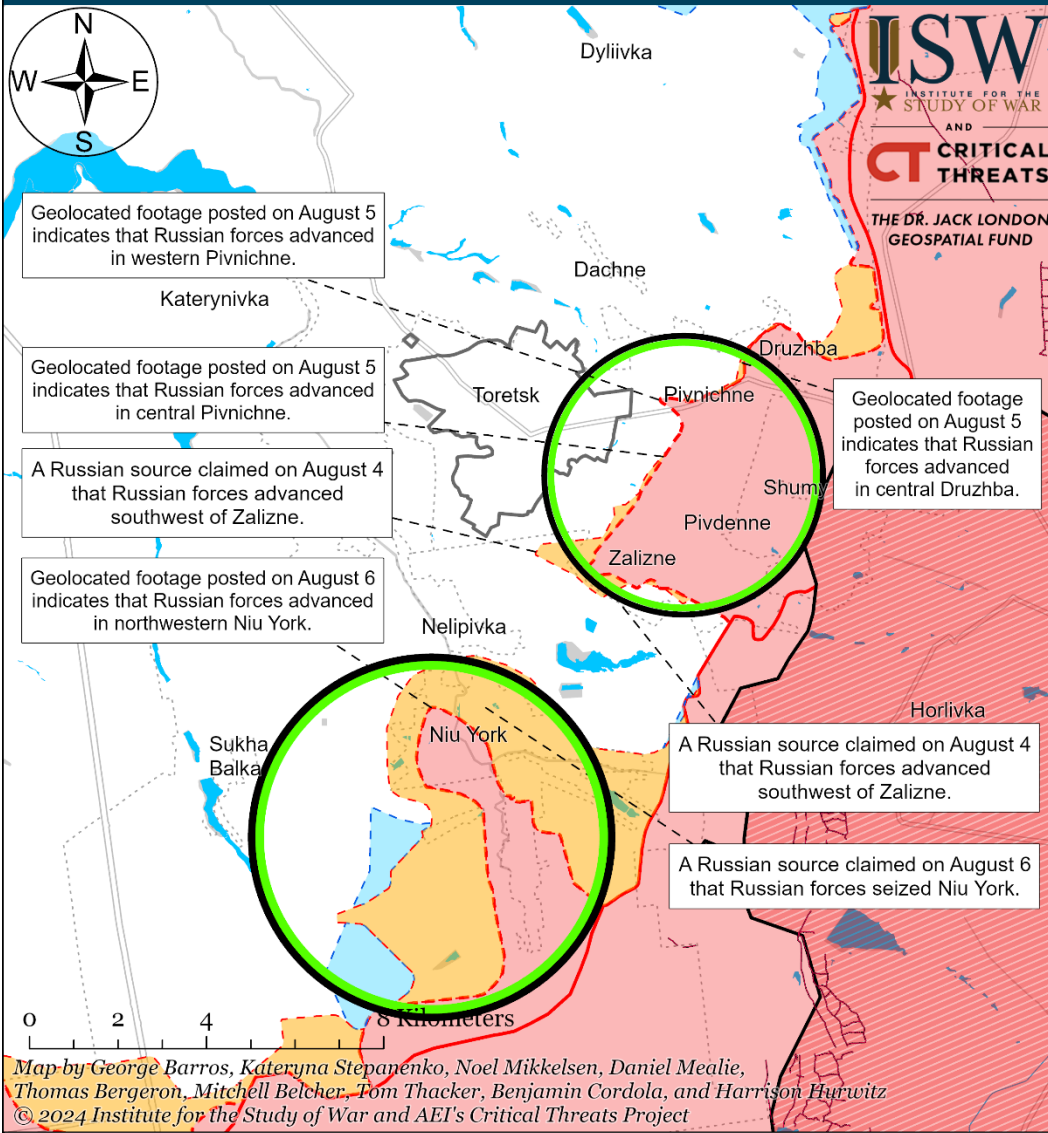 N
W
E
S
Dyliivka
ISW
INSTITUTE FOR THE
STUDY OF WAR
AND
CT CRITICAL
THREATS
THE DR. JACK LONDON
GEOSPATIAL FUND
Geolocated footage posted on August 5
indicates that Russian forces advanced
in western Pivnichne.
Dachne
Katerynivka
Druzhba
Geolocated footage posted on August 5
indicates that Russian forces advanced
in central Pivnichne.
Toretsk
Pivnichne
Geolocated footage
posted on August 5
indicates that Russian
forces advanced
in central Druzhba.
A Russian source claimed on August 4
that Russian forces advanced
southwest of Zalizne.
Shumy
Pivdenne
Zalizne
Geolocated footage posted on August 6
indicates that Russian forces advanced
in northwestern Niu York.
Nelipivka
Horlivka
Niu York
Sukha
Balka
A Russian source claimed on August 4
that Russian forces advanced
southwest of Zalizne.
A Russian source claimed on August 6
that Russian forces seized Niu York.
0 2 4 8 Kilometers
Map by George Barros, Kateryna Stepanenko, Noel Mikkelsen, Daniel Mealie,
Thomas Bergeron, Mitchell Belcher, Tom Thacker, Benjamin Cordola, and Harrison Hurwitz
© 2024 Institute for the Study of War and AEI's Critical Threats Project